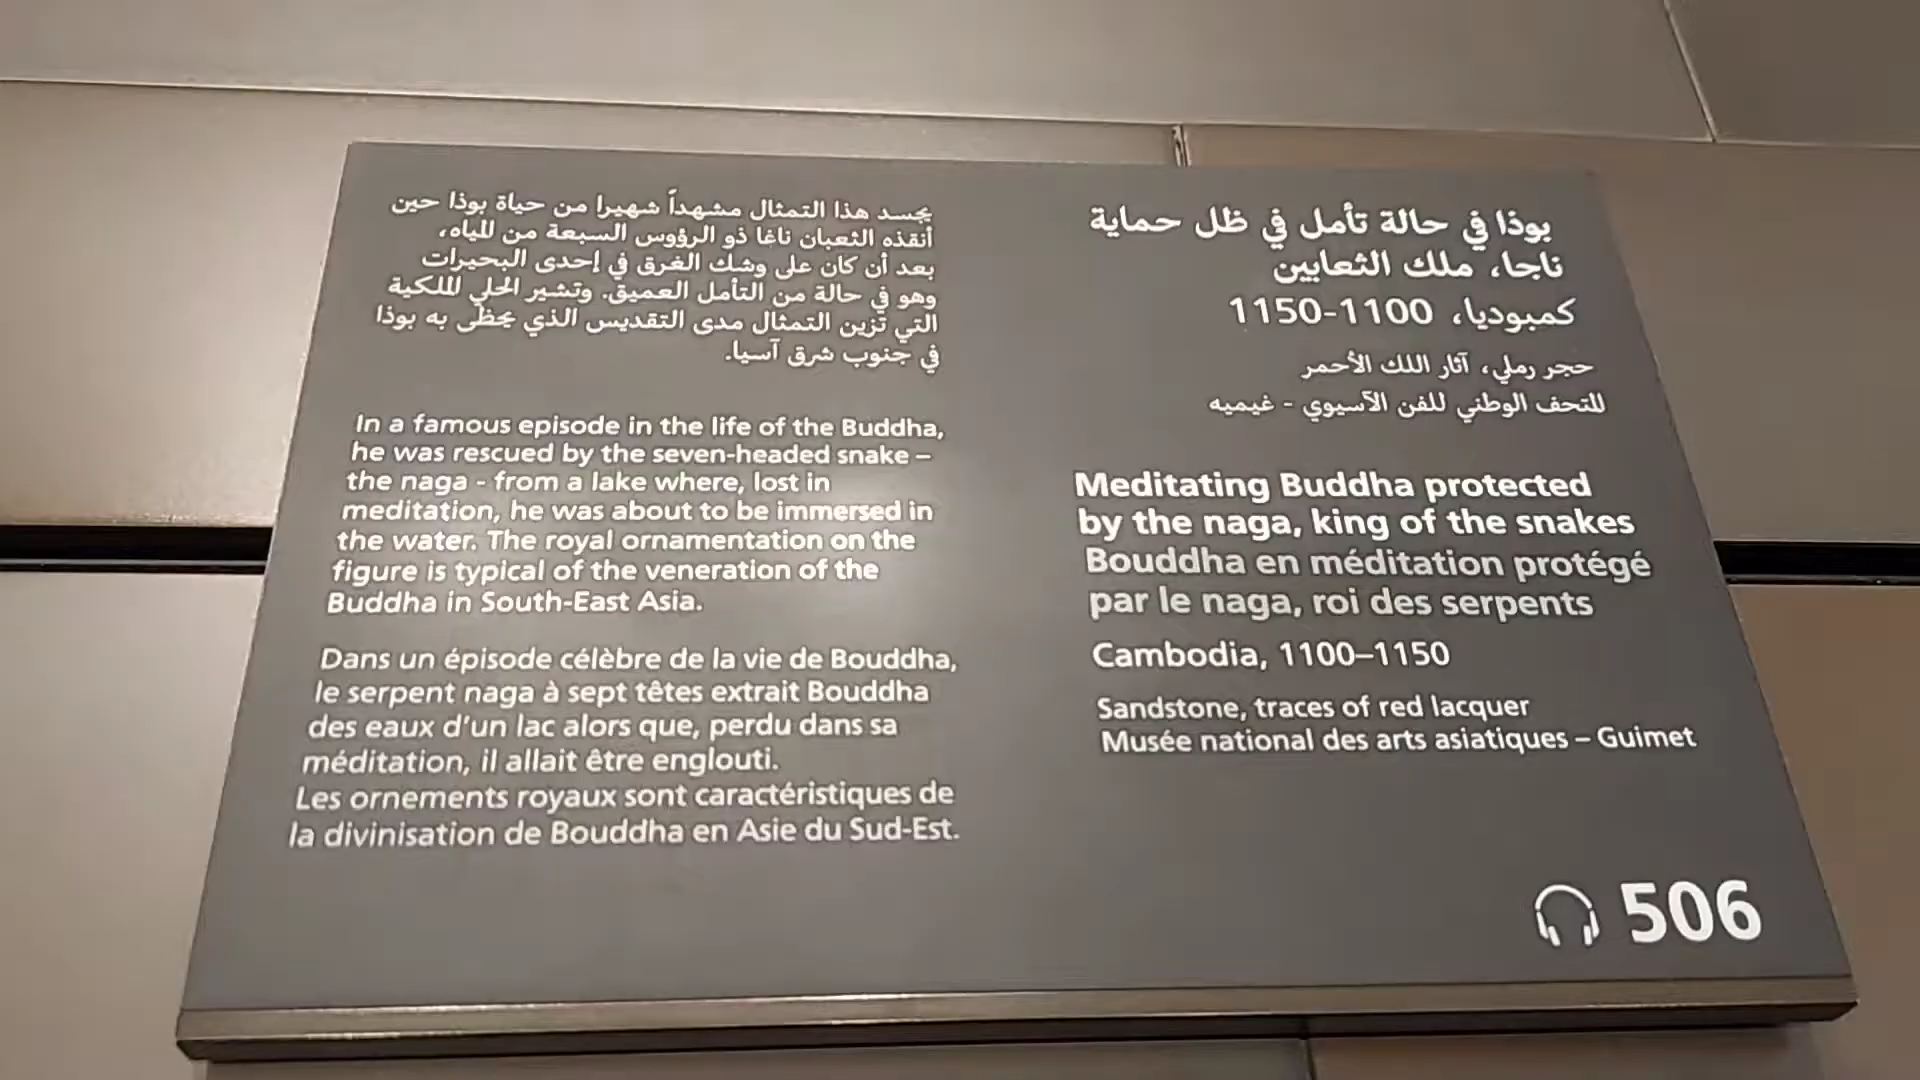 يجسد هذا التمثال مشهداً شهيرا من حياة بوذا حين
أنقذه الثعبان ناغا ذو الرؤوس السبعة من المياه،
بعد أن كان على وشك الغرق في إحدى البحيرات
وهو في حالة من التأمل العميق. وتشير الحلي الملكية
التي تزين التمثال مدى التقديس الذي يحظى به بوذا
في جنوب شرق آسيا.
In a famous episode in the life of the Buddha,
he was rescued by the seven-headed snake –
the naga - from a lake where, lost in
meditation, he was about to be immersed in
the water. The royal ornamentation on the
figure is typical of the veneration of the
Buddha in South-East Asia.
Dans un épisode célèbre de la vie de Bouddha,
le serpent naga à sept têtes extrait Bouddha
des eaux d'un lac alors que, perdu dans sa
méditation, il allait être englouti.
Les ornements royaux sont caractéristiques de
la divinisation de Bouddha en Asie du Sud-Est.
بوذا في حالة تأمل في ظل حماية
ناجا، ملك الثعابين
كمبوديا، 1100-1150
حجر رملي، آثار اللك الأحمر
المتحف الوطني للفن الآسيوي - غيميه
Meditating Buddha protected
by the naga, king of the snakes
Bouddha en méditation protégé
par le naga, roi des serpents
Cambodia, 1100–1150
Sandstone, traces of red lacquer
Musée national des arts asiatiques – Guimet
506